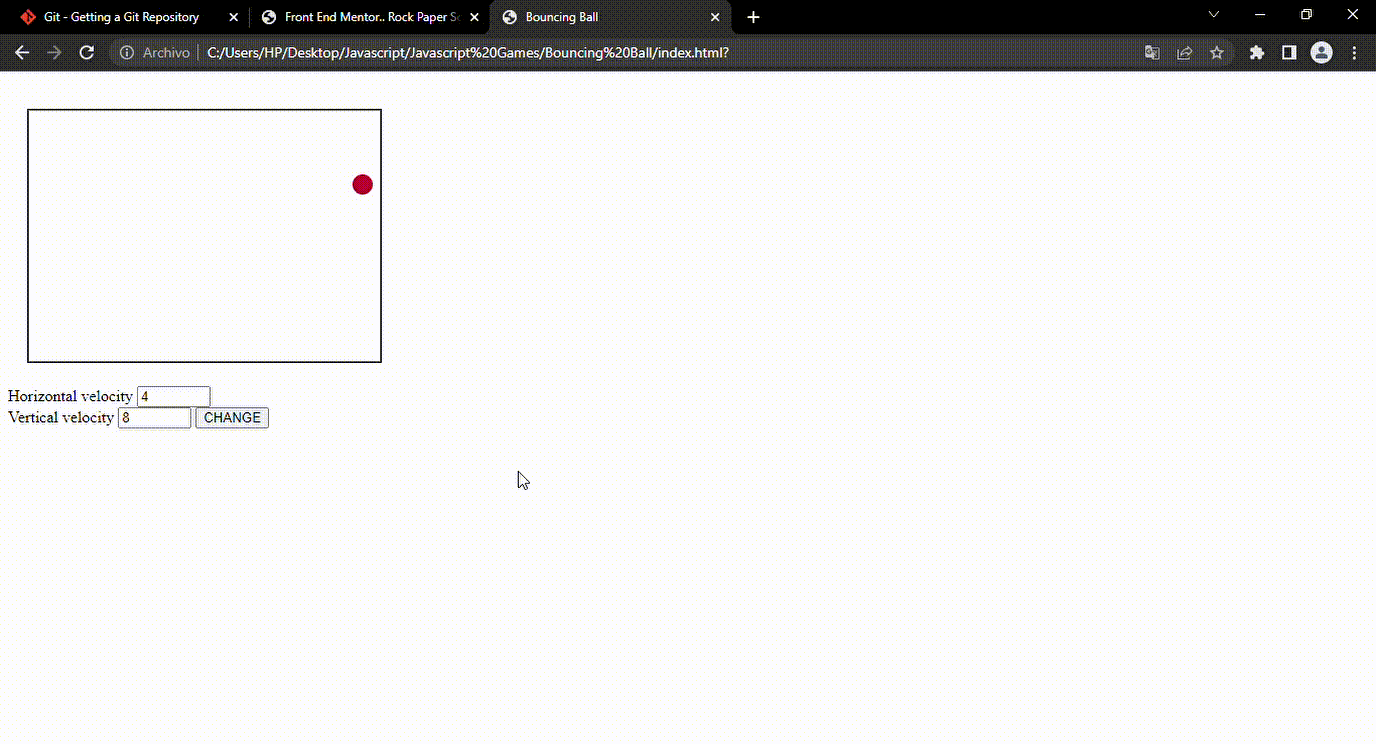 Git - Getting a Git Repository
Front End Mentor.. Rock Paper Sc
Bouncing Ball
Archivo
C:/Users/HP/Desktop/Javascript/Javascript%20Games/Bouncing%20Ball/index.html?
Horizontal velocity 4
Vertical velocity 8 CHANGE